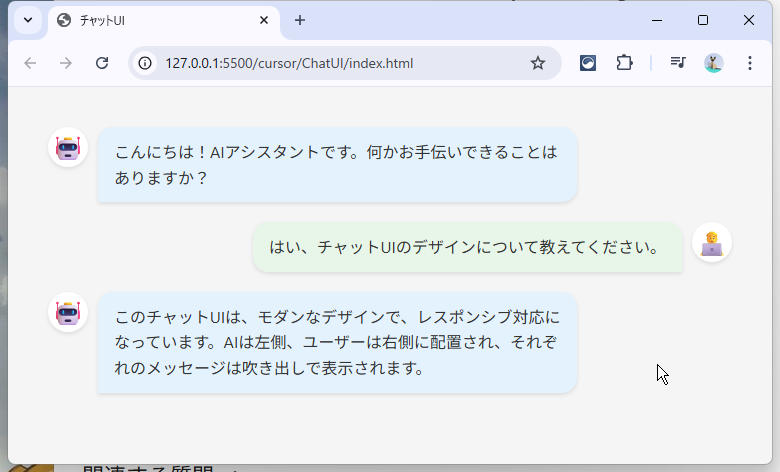 チャットUI
127.0.0.1:5500/cursor/ChatUI/index.html
こんにちは！AIアシスタントです。何かお手伝いできることは
ありますか？
はい、チャットUIのデザインについて教えてください。
このチャットUIは、モダンなデザインで、レスポンシブ対応に
なっています。AIは左側、ユーザーは右側に配置され、それぞ
れのメッセージは吹き出しで表示されます。
関連する質問